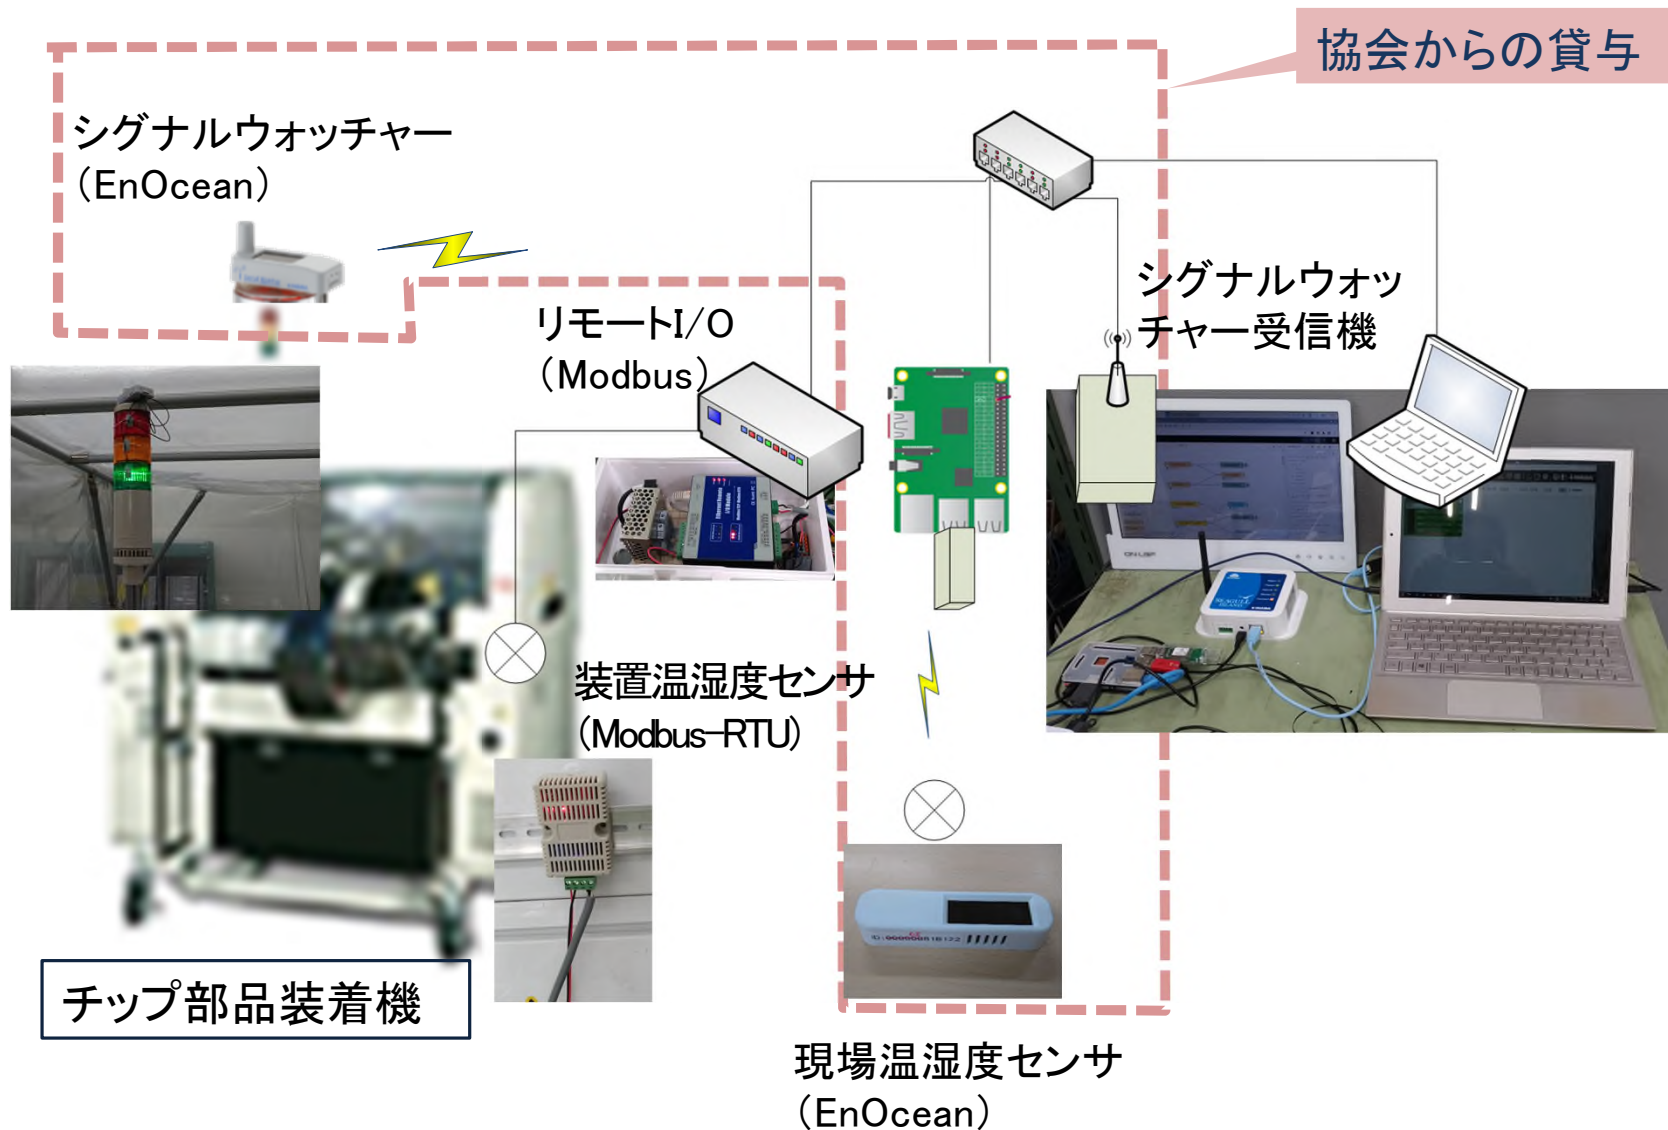 協会からの貸与
シグナルウォッチャー
（EnOcean）
リモートI/O
（Modbus）
シグナルウォッ
チャー受信機
装置温湿度センサ
（Modbus-RTU）
チップ部品装着機
現場温湿度センサ
（EnOcean）